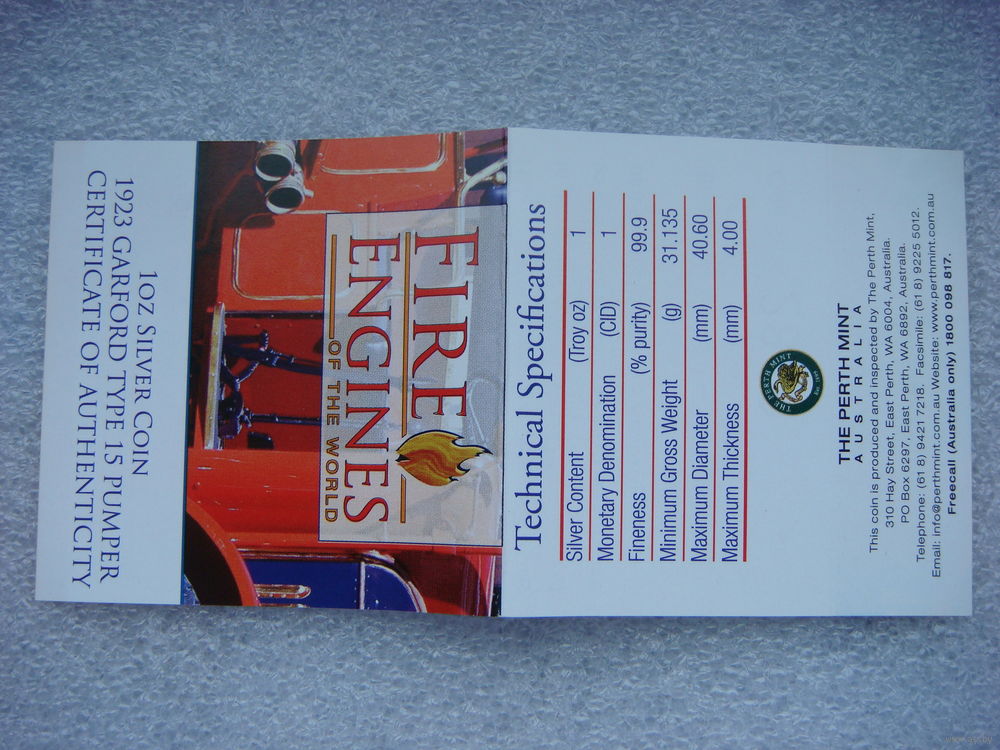 FIRE
ENGINES
OF THE WORLD
1OZ SILVER COIN
1923 GARFORD TYPE 15 PUMPER
CERTIFICATE OF AUTHENTICITY
Technical Specifications
Silver Content (Troy oz) 1
Monetary Denomination (CID) 1
Fineness (% purity) 99.9
Minimum Gross Weight (g) 31.135
Maximum Diameter (mm) 40.60
Maximum Thickness (mm) 4.00
THE PERTH MINT
THE PERTH MINT
AUSTRALIA
This coin is produced and inspected by The Perth Mint,
310 Hay Street, East Perth, WA 6004, Australia.
PO Box 6297, East Perth, WA 6892, Australia.
Telephone: (61 8) 9421 7218. Facsimile: (61 8) 9225 5012.
Email: info@perthmint.com.au Website: www.perthmint.com.au
Freecall (Australia only) 1800 098 817.